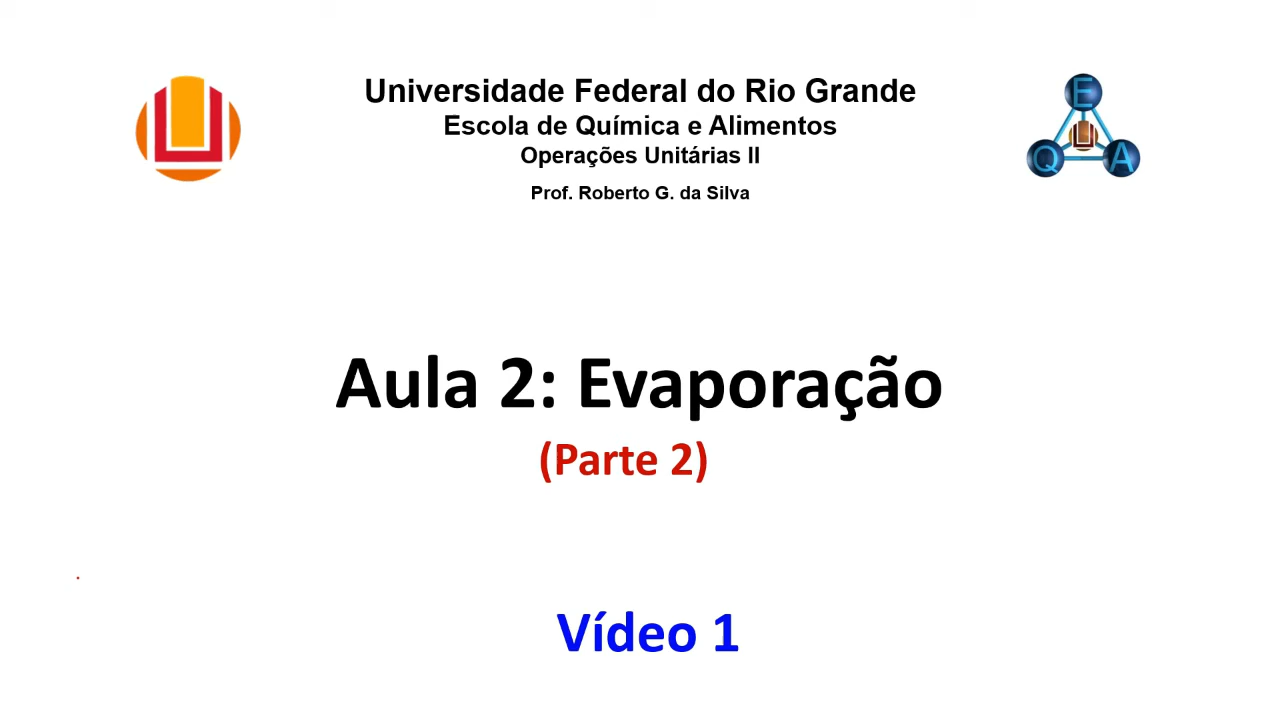 Universidade Federal do Rio Grande
Escola de Química e Alimentos
Operações Unitárias II
Prof. Roberto G. da Silva
E
Q A
Aula 2: Evaporação
(Parte 2)
Vídeo 1